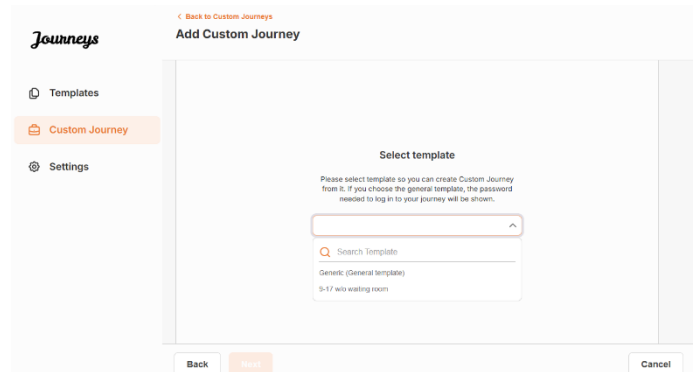 Journeys
Templates
Custom Journey
Settings
Back to Custom Journeys
Add Custom Journey
Select template
Please select template so you can create Custom Journey
from it. If you choose the general template, the password
needed to log in to your journey will be shown.
Search Template
Generic (General template)
5-17 w/o waiting room
Back
Next
Cancel